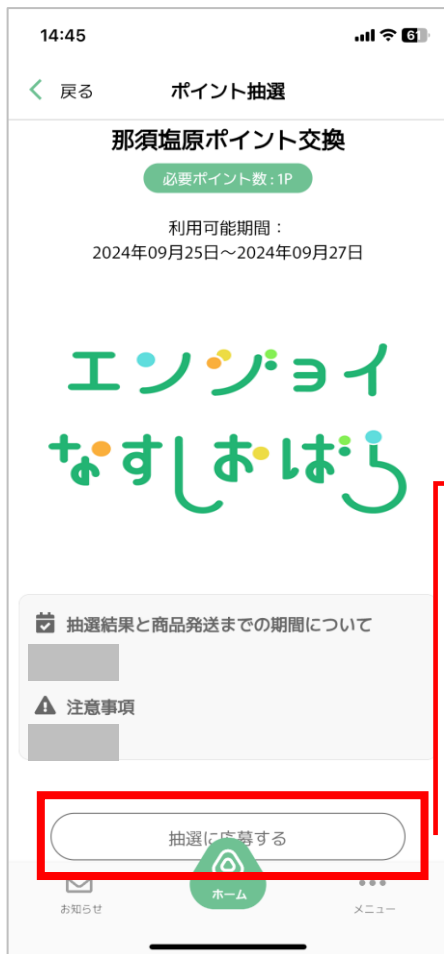 14:45
61
戻る
ポイント抽選
那須塩原ポイント交換
必要ポイント数:1P
利用可能期間：
2024年09月25日～2024年09月27日
エンジョイ
なすしおばら
抽選結果と商品発送までの期間について
注意事項
抽選に応募する
お知らせ
ホーム
メニュー